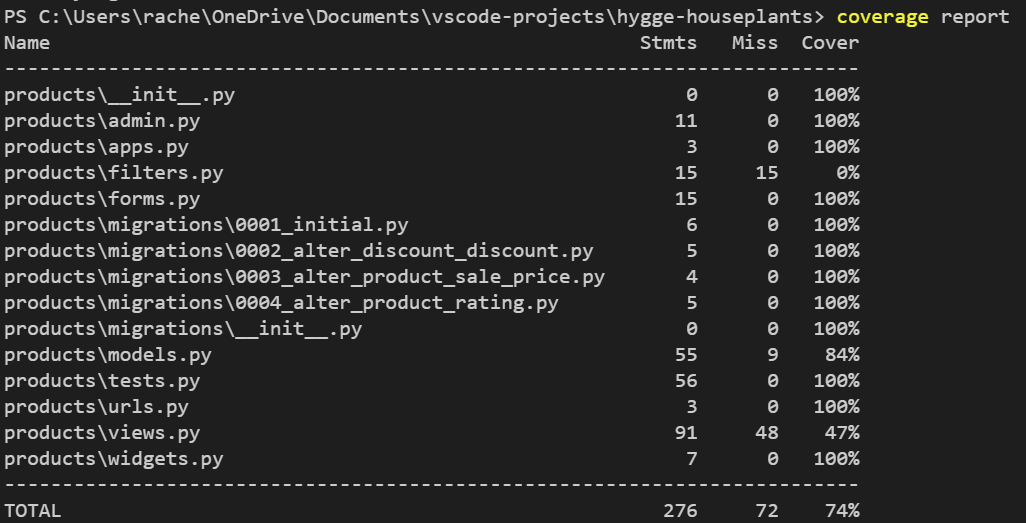 PS C:\Users\rache\OneDrive\Documents\vscode-projects\hygge-houseplants> coverage report
Name Stmts Miss Cover
-------------------------------------------------------------------------
products\__init__.py 0 0 100%
products\admin.py 11 0 100%
products\apps.py 3 0 100%
products\filters.py 15 15 0%
products\forms.py 15 0 100%
products\migrations\0001_initial.py 6 0 100%
products\migrations\0002_alter_discount_discount.py 5 0 100%
products\migrations\0003_alter_product_sale_price.py 4 0 100%
products\migrations\0004_alter_product_rating.py 5 0 100%
products\migrations\__init__.py 0 0 100%
products\models.py 55 9 84%
products\tests.py 56 0 100%
products\urls.py 3 0 100%
products\views.py 91 48 47%
products\widgets.py 7 0 100%
-------------------------------------------------------------------------
TOTAL 276 72 74%